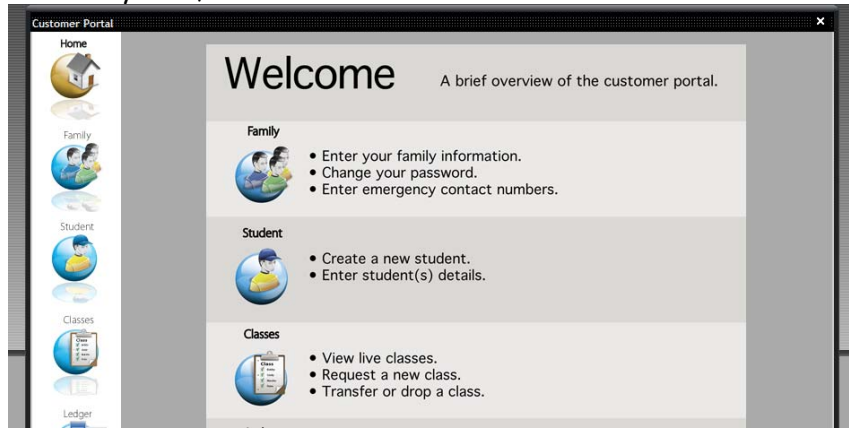 Customer Portal
Home
Family
Student
Classes
Ledger
Welcome
A brief overview of the customer portal.
Family
• Enter your family information.
• Change your password.
• Enter emergency contact numbers.
Student
• Create a new student.
• Enter student(s) details.
Classes
• View live classes.
• Request a new class.
• Transfer or drop a class.